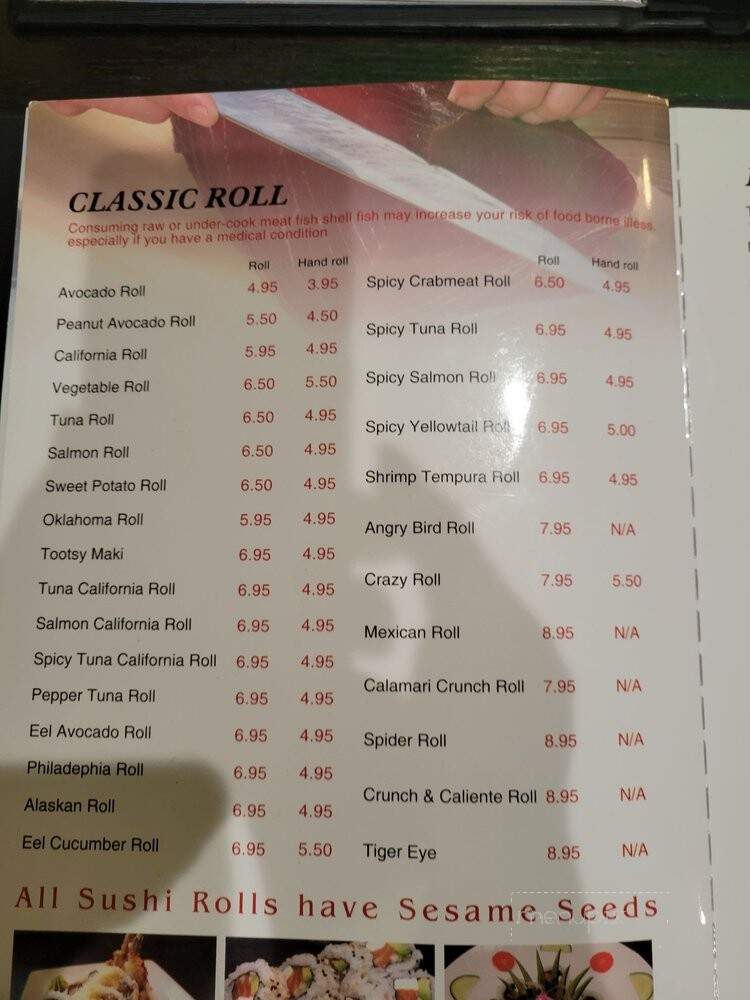 CLASSIC ROLL
Consuming raw or under-cook meat fish shell fish may increase your risk of food borne illess,
especially if you have a medical condition
Roll Hand roll
Avocado Roll 4.95 3.95
Peanut Avocado Roll 5.50 4.50
California Roll 5.95 4.95
Vegetable Roll 6.50 5.50
Tuna Roll 6.50 4.95
Salmon Roll 6.50 4.95
Sweet Potato Roll 6.50 4.95
Oklahoma Roll 5.95 4.95
Tootsy Maki 6.95 4.95
Tuna California Roll 6.95 4.95
Salmon California Roll 6.95 4.95
Spicy Tuna California Roll 6.95 4.95
Pepper Tuna Roll 6.95 4.95
Eel Avocado Roll 6.95 4.95
Philadephia Roll 6.95 4.95
Alaskan Roll 6.95 4.95
Eel Cucumber Roll 6.95 5.50
Roll Hand roll
Spicy Crabmeat Roll 6.50 4.95
Spicy Tuna Roll 6.95 4.95
Spicy Salmon Roll 6.95 4.95
Spicy Yellowtail Roll 6.95 5.00
Shrimp Tempura Roll 6.95 4.95
Angry Bird Roll 7.95 N/A
Crazy Roll 7.95 5.50
Mexican Roll 8.95 N/A
Calamari Crunch Roll 7.95 N/A
Spider Roll 8.95 N/A
Crunch & Caliente Roll 8.95 N/A
Tiger Eye 8.95 N/A
All Sushi Rolls have Sesame Seeds